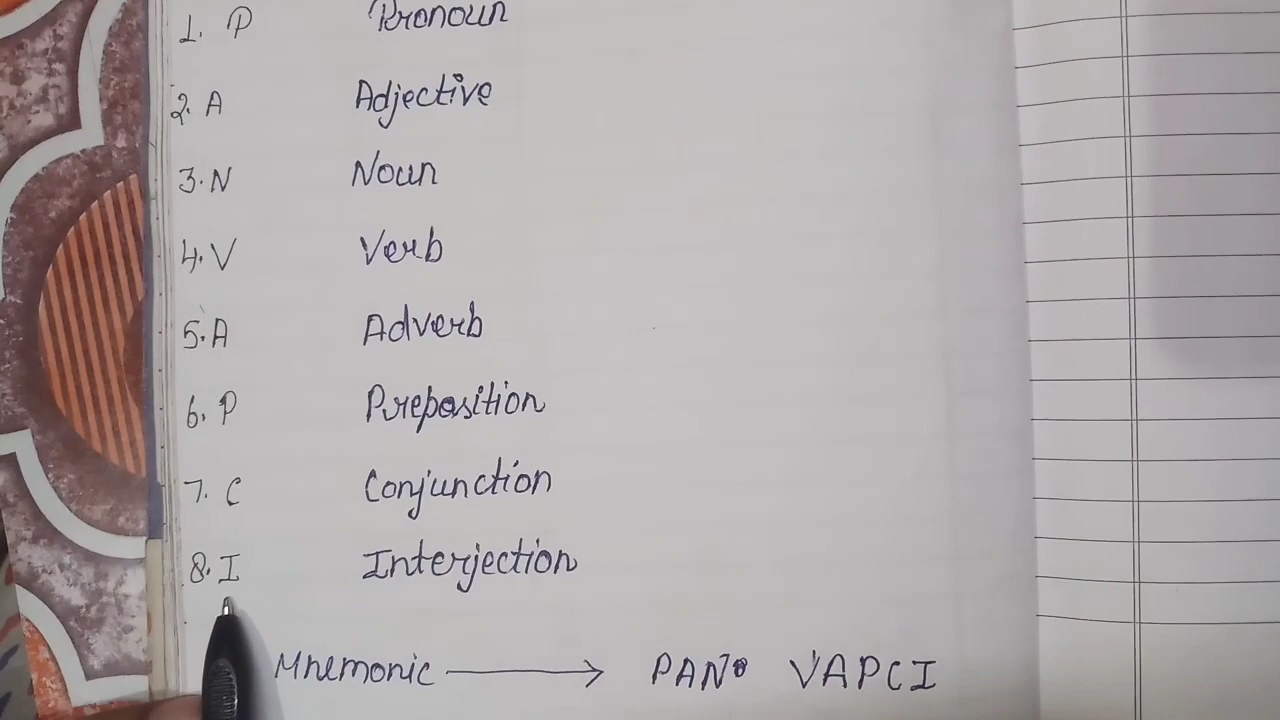 1. P Pronoun
2. A Adjective
3. N Noun
4. V Verb
5. A Adverb
6. P Preposition
7. C Conjunction
8. I Interjection
Mnemonic → PAN VAPCI